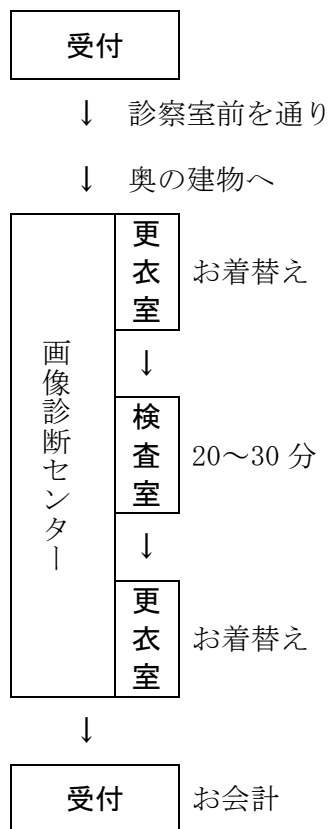 受付
↓ 診察室前を通り
↓ 奥の建物へ
画像診断センター
更衣室 お着替え
↓
検査室 20～30 分
↓
更衣室 お着替え
↓
受付 お会計